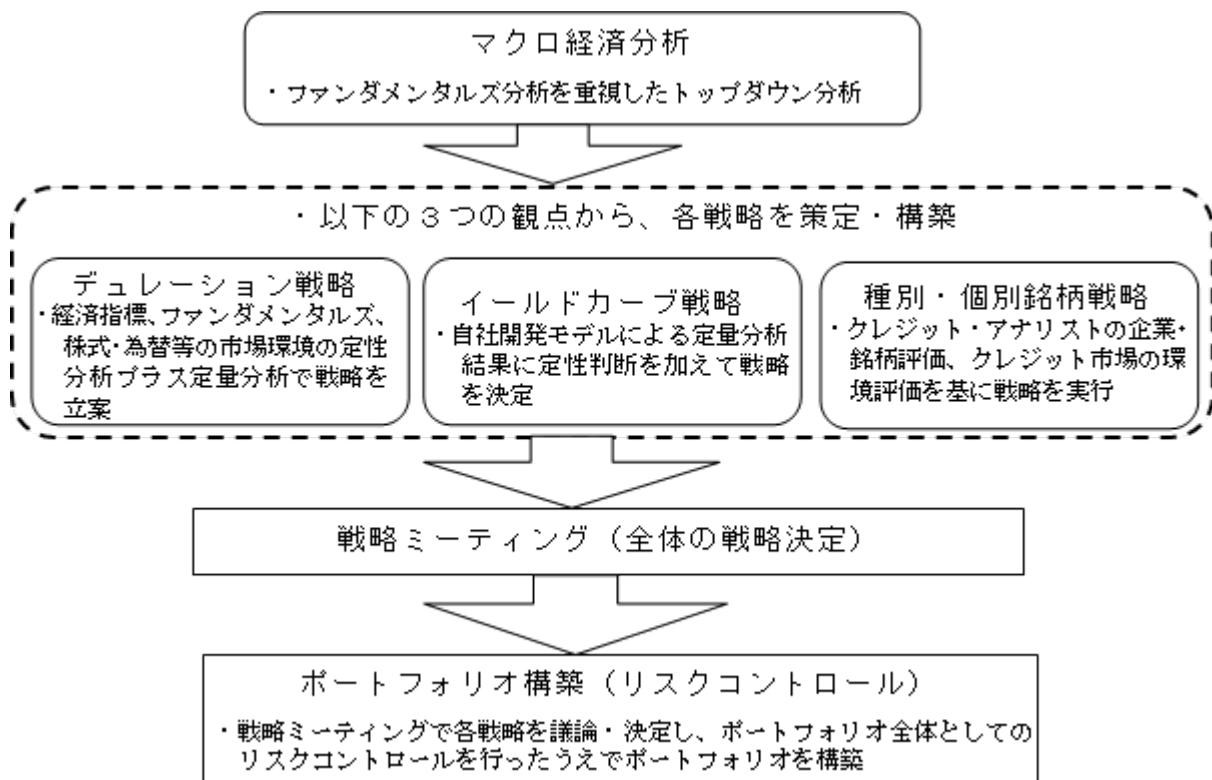 マクロ経済分析
・ファンダメンタルズ分析を重視したトップダウン分析
・以下の３つの観点から、各戦略を策定・構築
デュレーション戦略
・経済指標、ファンダメンタルズ、
株式・為替等の市場環境の定性
分析プラス定量分析で戦略を
立案
イールドカーブ戦略
・自社開発モデルによる定量分析
結果に定性判断を加えて戦略
を決定
種別・個別銘柄戦略
・クレジット・アナリストの企業・
銘柄評価、クレジット市場の環
境評価を基に戦略を実行
戦略ミーティング（全体の戦略決定）
ポートフォリオ構築（リスクコントロール）
・戦略ミーティングで各戦略を議論・決定し、ポートフォリオ全体としての
リスクコントロールを行ったうえでポートフォリオを構築